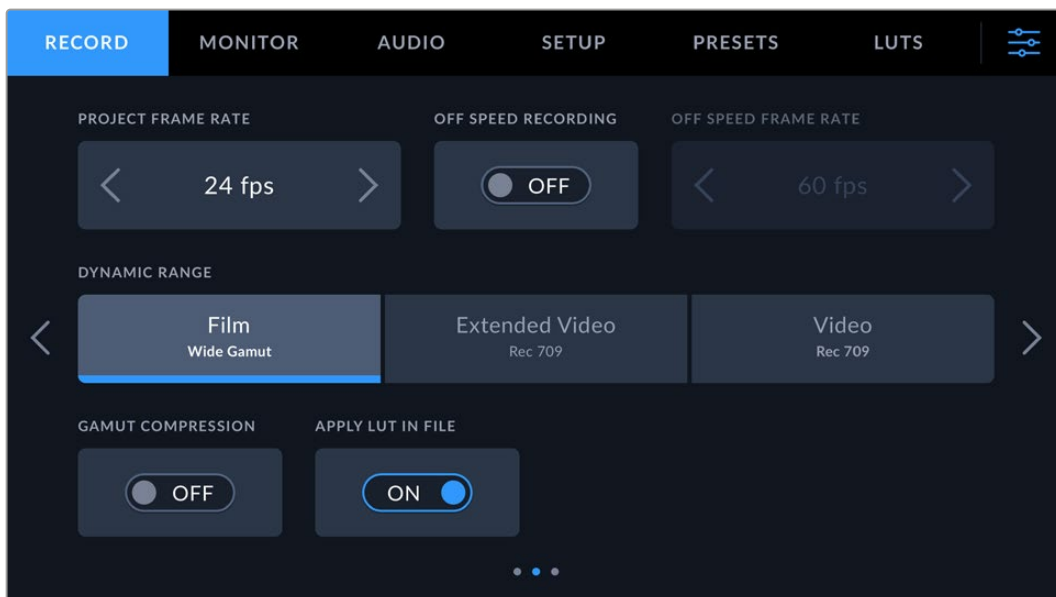 RECORD MONITOR AUDIO SETUP PRESETS LUTS
PROJECT FRAME RATE OFF SPEED RECORDING OFF SPEED FRAME RATE
24 fps OFF 60 fps
DYNAMIC RANGE
Film Extended Video Video
Wide Gamut Rec 709 Rec 709
GAMUT COMPRESSION APPLY LUT IN FILE
OFF ON